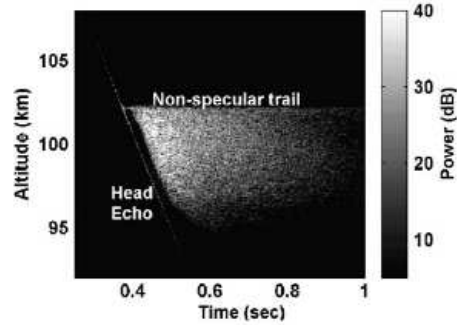 105
100
95
Altitude (km)
Non-specular trail
Head
Echo
0.4
0.6
0.8
1
Time (sec)
40
30
20
10
Power (dB)